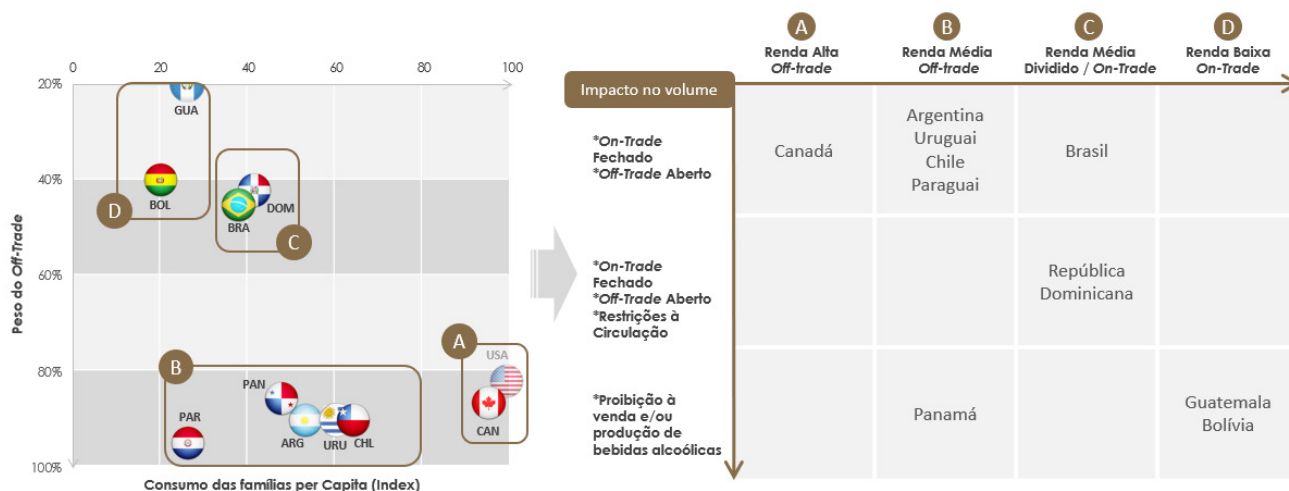 0
20
40
60
80
100
20%
40%
60%
80%
100%
Peso do Off-Trade
Consumo das famílias per Capita (Index)
GUA
BOL
D
DOM
BRA
C
A
USA
CAN
B
PAN
PAR
ARG
URU
CHL
A
Renda Alta
Off-trade
B
Renda Média
Off-trade
C
Renda Média
Dividido / On-Trade
D
Renda Baixa
On-Trade
Impacto no volume
*On-Trade
Fechado
*Off-Trade Aberto
Canadá
Argentina
Uruguai
Chile
Paraguai
Brasil
*On-Trade
Fechado
*Off-Trade Aberto
*Restrições à
Circulação
República
Dominicana
*Proibição à
venda e/ou
produção de
bebidas alcoólicas
Panamá
Guatemala
Bolívia